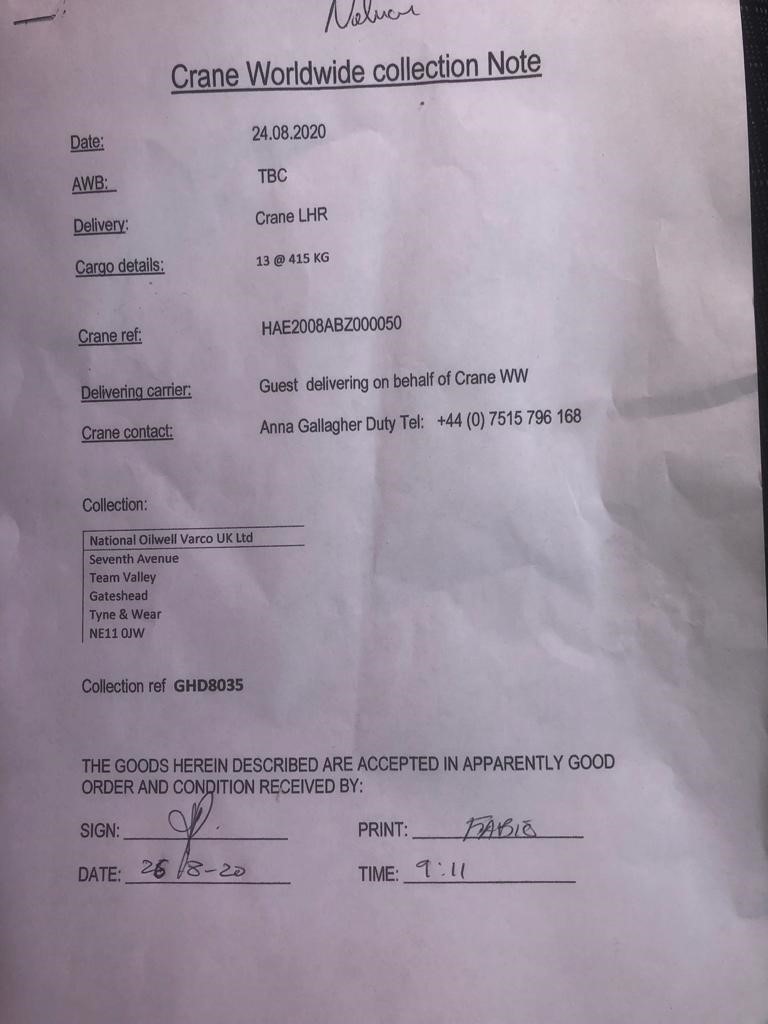 Crane Worldwide collection Note
Date: 24.08.2020
AWB: TBC
Delivery: Crane LHR
Cargo details: 13 @ 415 KG
Crane ref: HAE2008ABZ000050
Delivering carrier: Guest delivering on behalf of Crane WW
Crane contact: Anna Gallagher Duty Tel: +44 (0) 7515 796 168
Collection:
National Oilwell Varco UK Ltd
Seventh Avenue
Team Valley
Gateshead
Tyne & Wear
NE11 0JW
Collection ref GHD8035
THE GOODS HEREIN DESCRIBED ARE ACCEPTED IN APPARENTLY GOOD
ORDER AND CONDITION RECEIVED BY:
SIGN: PRINT: FABIO
DATE: 26/8-20 TIME: 9:11